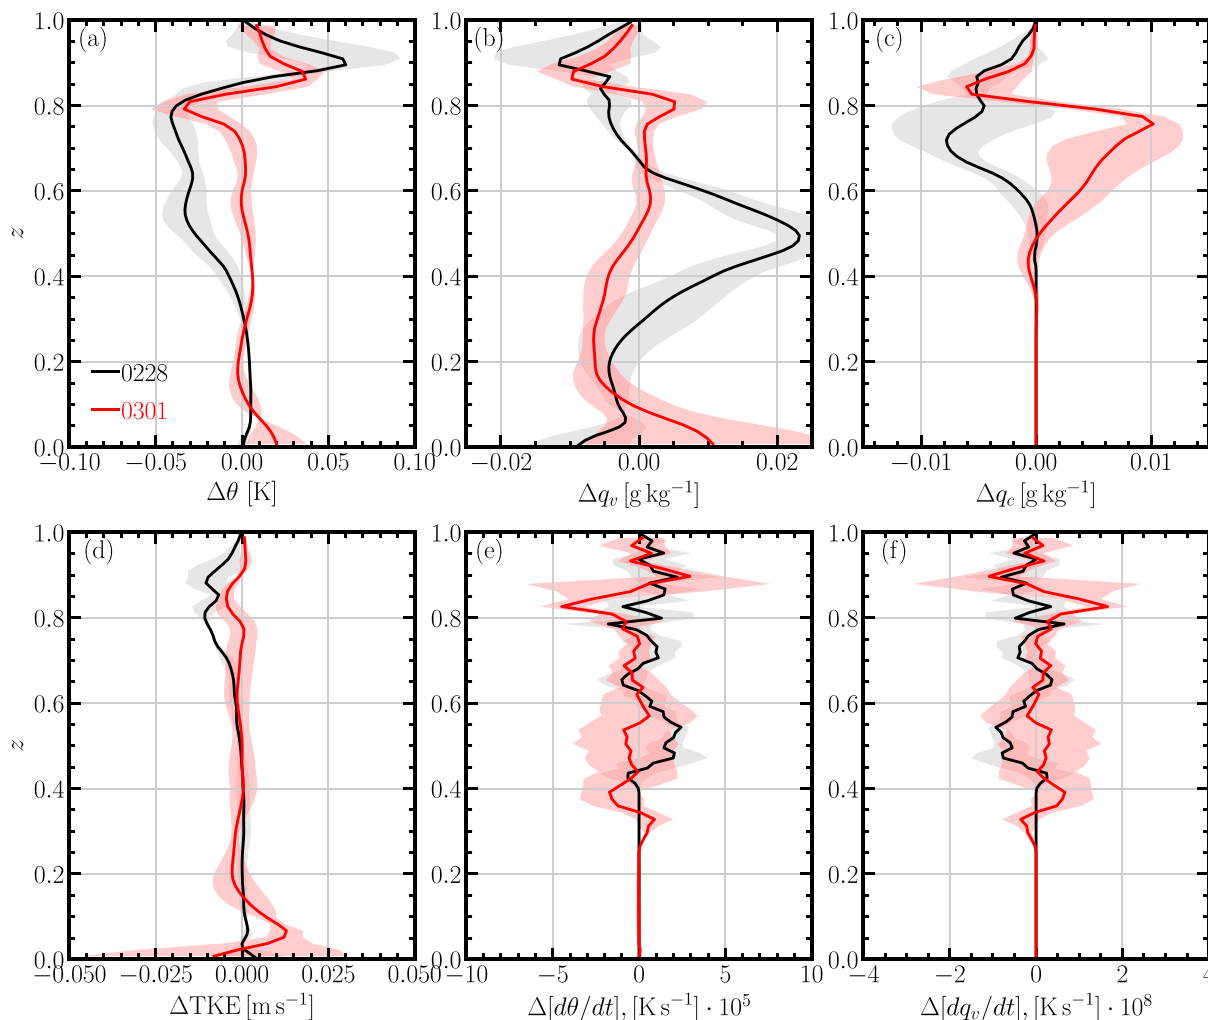 (a) (b) (c)
1.0 1.0 1.0
0.8 0.8 0.8
0.6 0.6 0.6
z
0.4 0.4 0.4
0.2 0.2 0.2
0228
0301
0.0 0.0 0.0
−0.10 −0.05 0.00 0.05 0.10 −0.02 0.00 0.02 −0.01 0.00 0.01
Δθ [K] Δq_v [g kg⁻¹] Δq_c [g kg⁻¹]
(d) (e) (f)
1.0 1.0 1.0
0.8 0.8 0.8
0.6 0.6 0.6
z
0.4 0.4 0.4
0.2 0.2 0.2
0.0 0.0 0.0
−0.050 −0.025 0.000 0.025 0.050 −10 −5 0 5 10 −4 −2 0 2 4
ΔTKE [m s⁻¹] Δ[dθ/dt], [K s⁻¹] · 10⁵ Δ[dq_v/dt], [K s⁻¹] · 10⁸